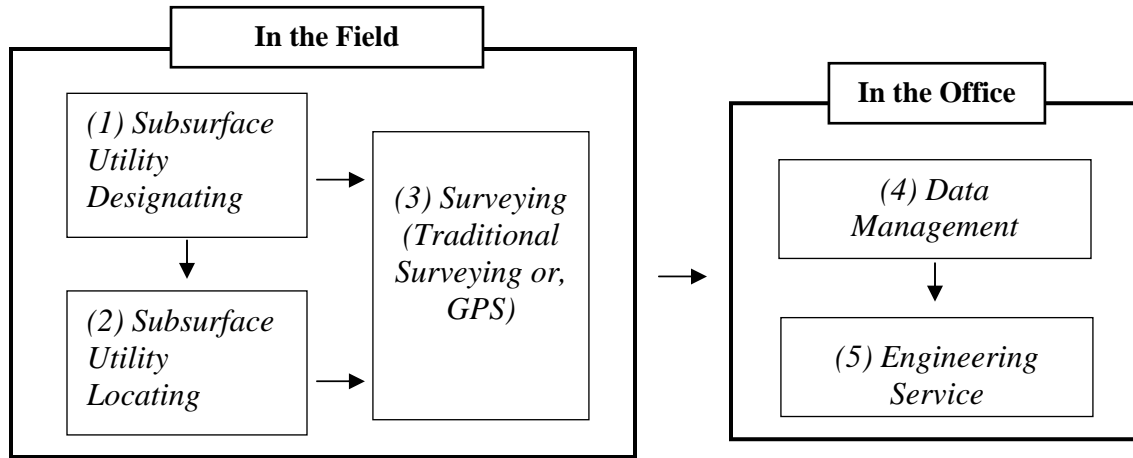 In the Field
(1) Subsurface
Utility
Designating
(2) Subsurface
Utility
Locating
(3) Surveying
(Traditional
Surveying or,
GPS)
In the Office
(4) Data
Management
(5) Engineering
Service